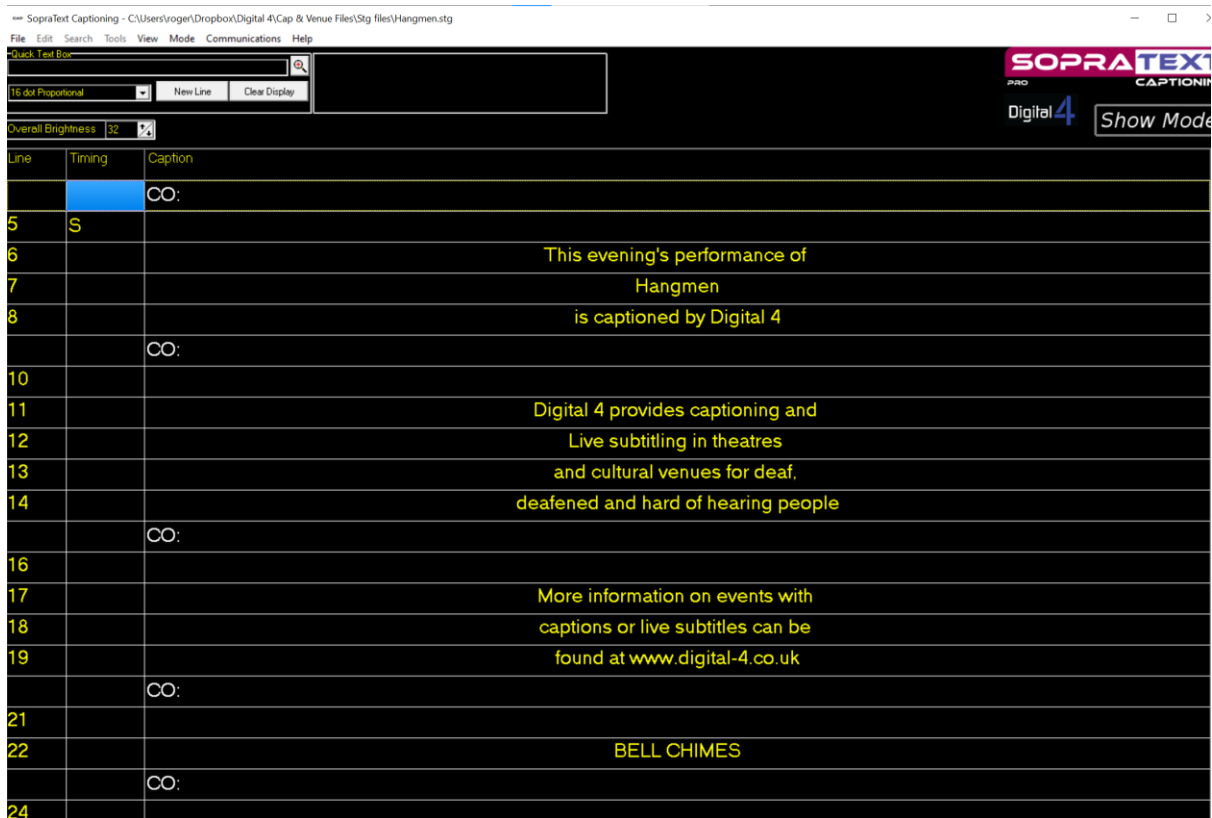 SopraText Captioning - C:\Users\roger\Dropbox\Digital 4\Cap & Venue Files\Stg files\Hangmen.stg
File Edit Search Tools View Mode Communications Help
Quick Text Box
16 dot Proportional New Line Clear Display
Overall Brightness 32
SOPRATEXT
PRO CAPTIONIN
Digital 4
Show Mode
Line Timing Caption
CO:
5 S
6 This evening's performance of
7 Hangmen
8 is captioned by Digital 4
CO:
10
11 Digital 4 provides captioning and
12 Live subtitling in theatres
13 and cultural venues for deaf,
14 deafened and hard of hearing people
CO:
16
17 More information on events with
18 captions or live subtitles can be
19 found at www.digital-4.co.uk
CO:
21
22 BELL CHIMES
CO:
24